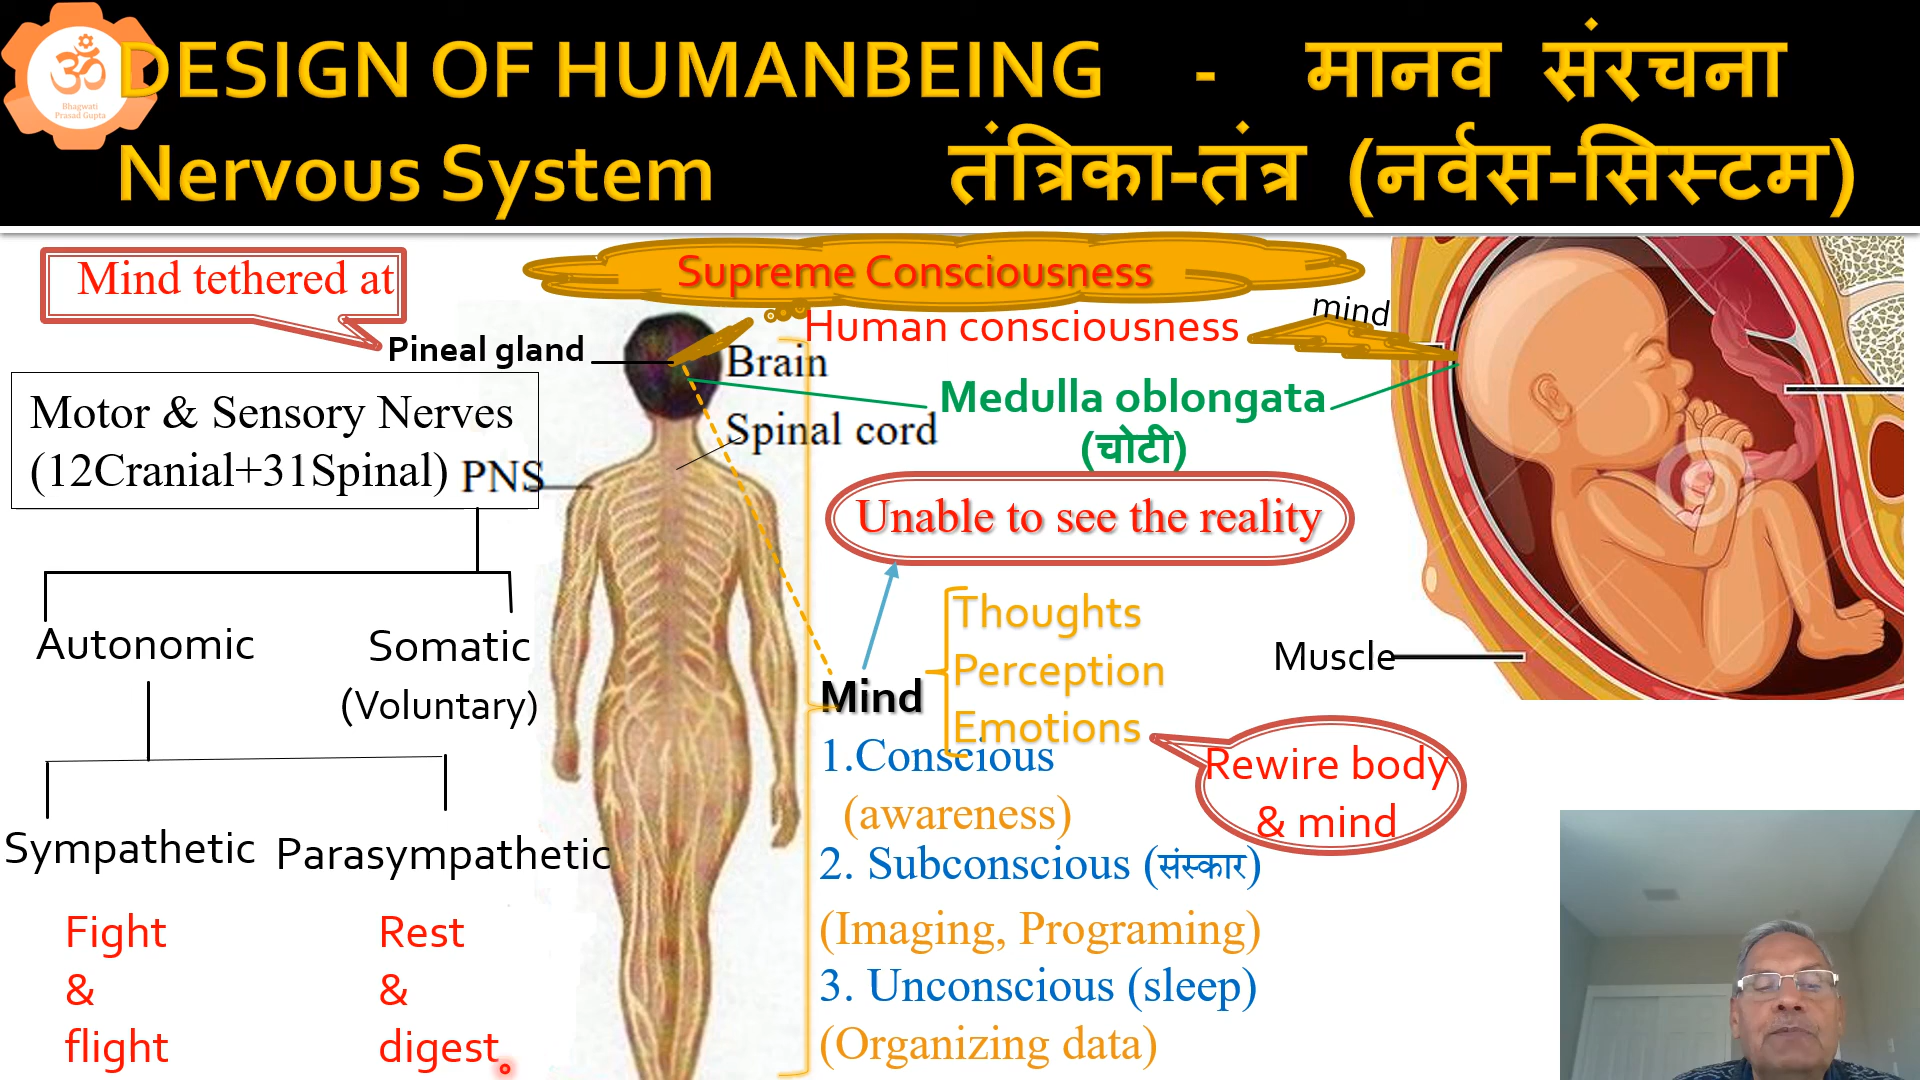 DESIGN OF HUMANBEING - मानव संरचना
Nervous System तंत्रिका-तंत्र (नर्वस-सिस्टम)
ॐ
Bhagwati
Prasad Gupta
Mind tethered at
Supreme Consciousness
mind
Human consciousness
Pineal gland
Brain
Medulla oblongata
(चोटी)
Spinal cord
Motor & Sensory Nerves
(12Cranial+31Spinal)
PNS
Unable to see the reality
Autonomic
Somatic
(Voluntary)
Thoughts
Perception
Emotions
Muscle
Mind
1.Conscious
(awareness)
Rewire body
& mind
2. Subconscious (संस्कार)
(Imaging, Programing)
3. Unconscious (sleep)
(Organizing data)
Sympathetic
Parasympathetic
Fight
&
flight
Rest
&
digest